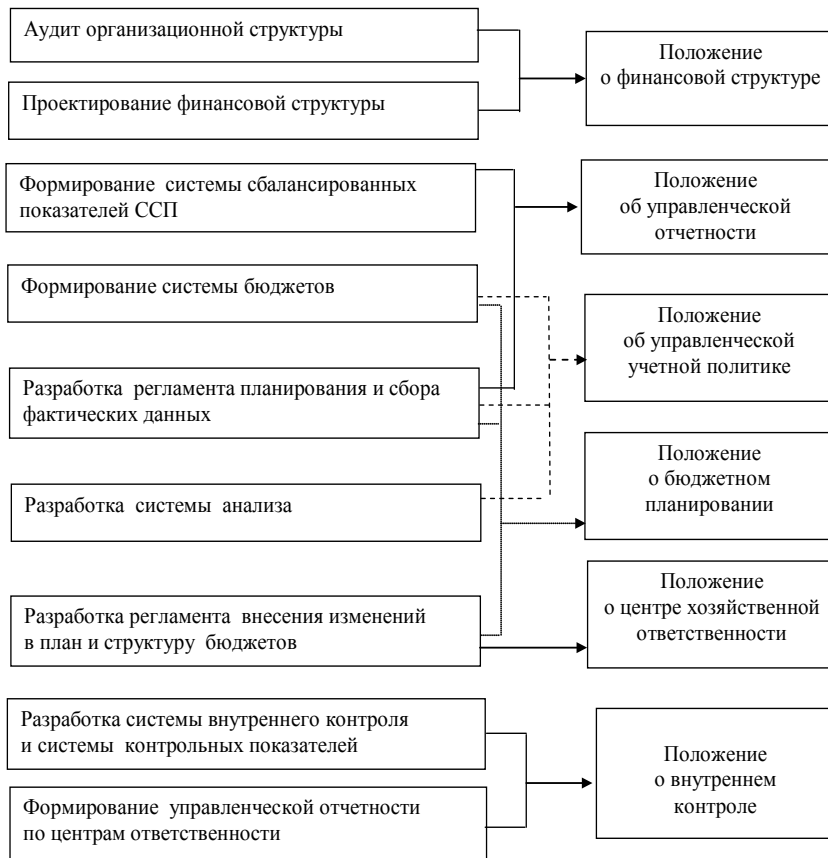 Аудит организационной структуры
Проектирование финансовой структуры
Положение
о финансовой структуре
Формирование системы сбалансированных
показателей ССП
Положение
об управленческой
отчетности
Формирование системы бюджетов
Положение
об управленческой
учетной политике
Разработка регламента планирования и сбора
фактических данных
Положение
о бюджетном
планировании
Разработка системы анализа
Положение
о центре хозяйственной
ответственности
Разработка регламента внесения изменений
в план и структуру бюджетов
Разработка системы внутреннего контроля
и системы контрольных показателей
Положение
о внутреннем
контроле
Формирование управленческой отчетности
по центрам ответственности